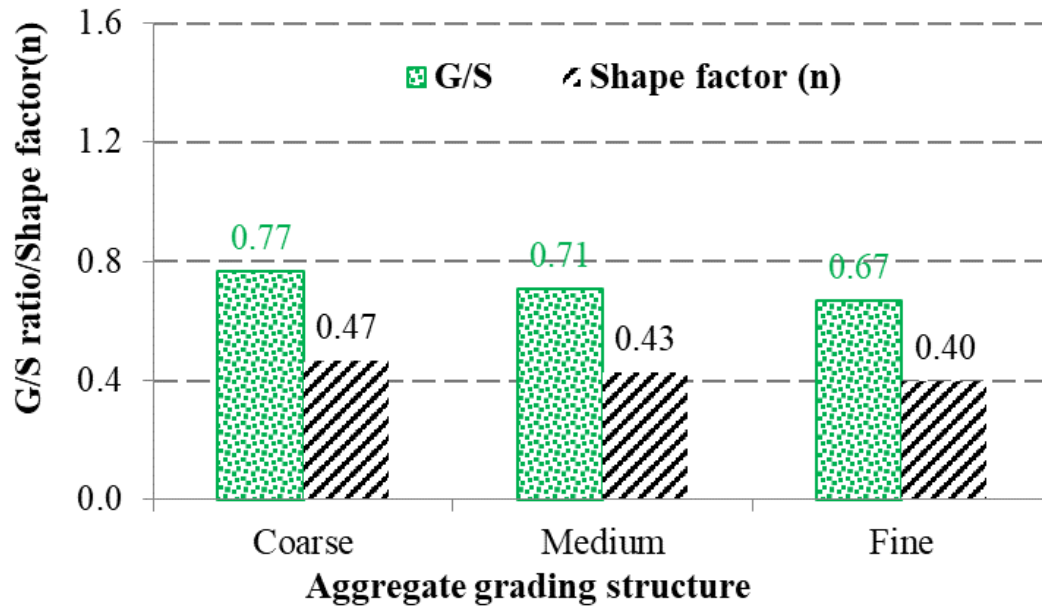 G/S ratio/Shape factor(n)
1.6
1.2
0.8
0.4
0.0
G/S
Shape factor (n)
0.77
0.47
0.71
0.43
0.67
0.40
Coarse
Medium
Fine
Aggregate grading structure